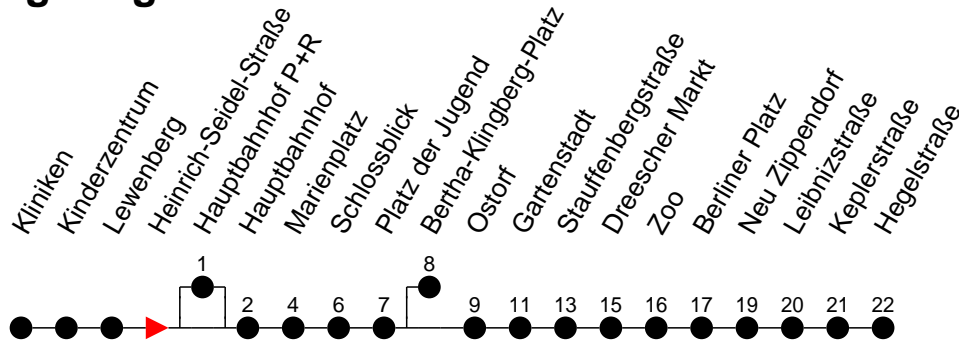 Kliniken
Kinderzentrum
Lewenberg
Heinrich-Seidel-Straße
Hauptbahnhof P+R
Hauptbahnhof
Marienplatz
Schlossblick
Platz der Jugend
Bertha-Klingberg-Platz
Ostorf
Gartenstadt
Stauffenbergstraße
Dreescher Markt
Zoo
Berliner Platz
Neu Zippendorf
Leibnizstraße
Keplerstraße
Hegelstraße
1 8
2 4 6 7 9 11 13 15 16 17 19 20 21 22